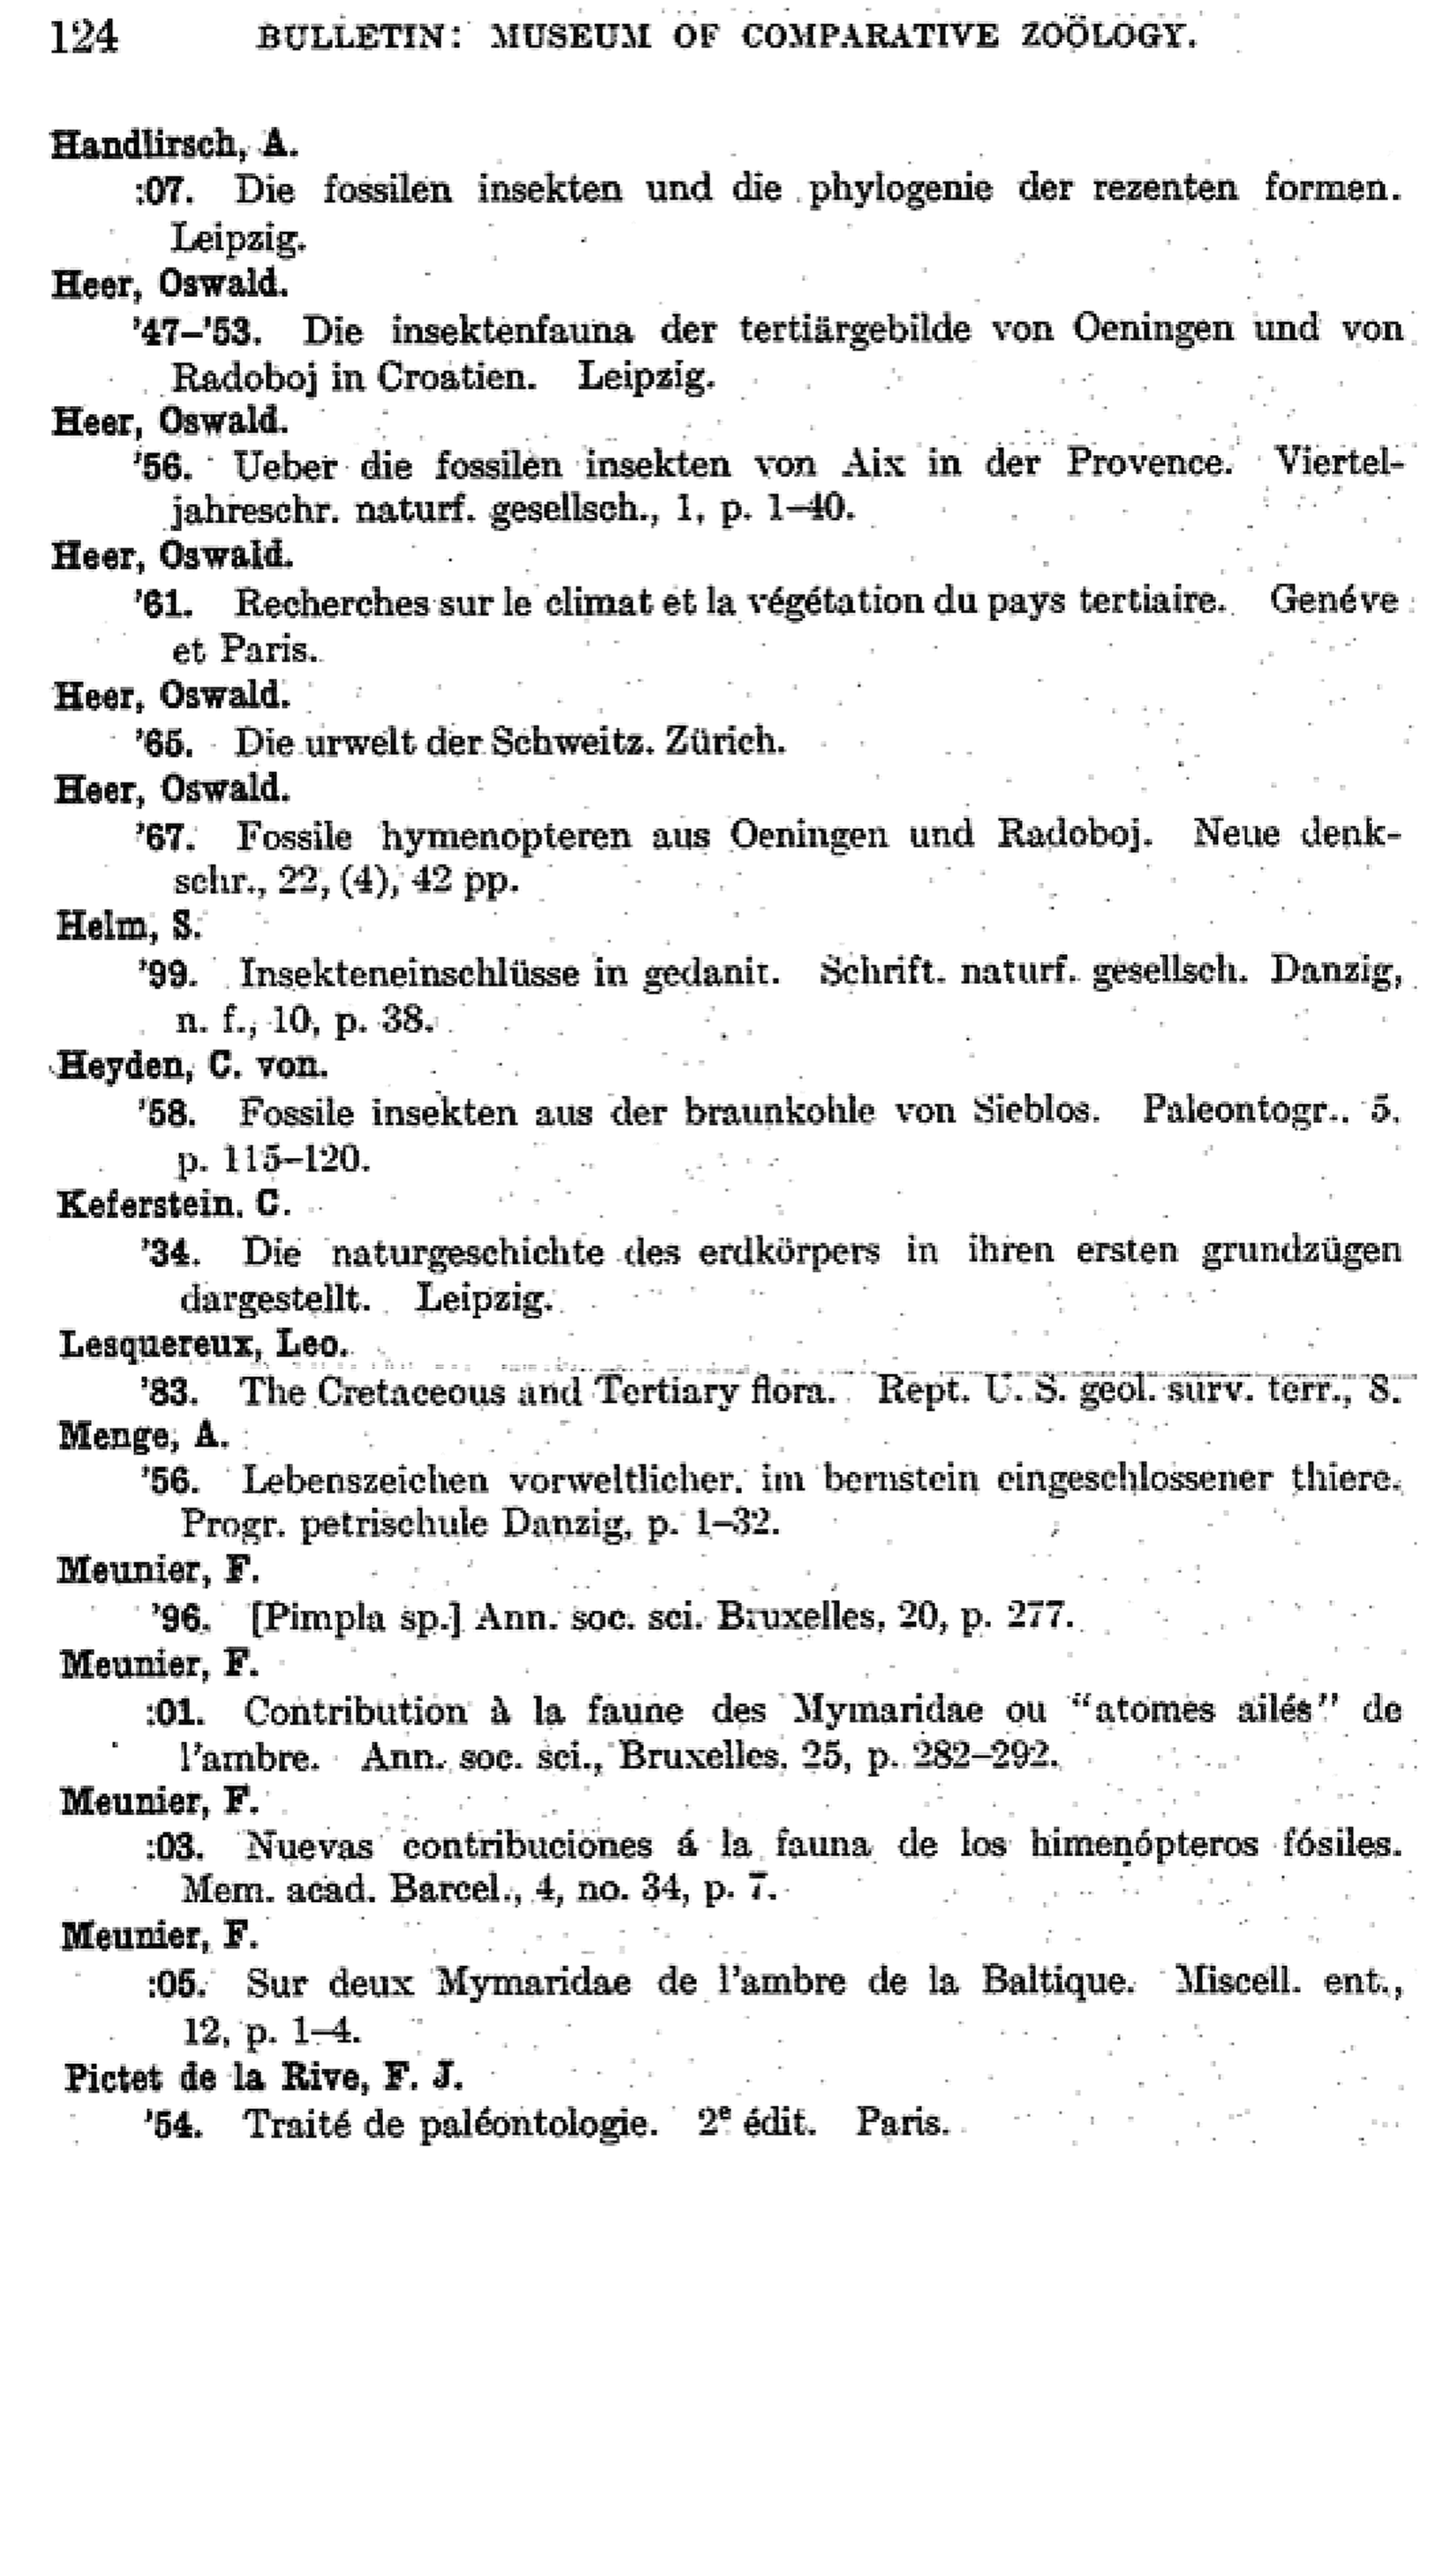 124 BULLETIN: MUSEUM OF COMPARATIVE ZOÖLOGY.
Handlirsch, A.
:07. Die fossilen insekten und die phylogenie der rezenten formen.
Leipzig.
Heer, Oswald.
’47–’53. Die insektenfauna der tertiärgebilde von Oeningen und von
Radoboj in Croatien. Leipzig.
Heer, Oswald.
’56. Ueber die fossilen insekten von Aix in der Provence. Viertel-
jahreschr. naturf. gesellsch., 1, p. 1–40.
Heer, Oswald.
’61. Recherches sur le climat et la végétation du pays tertiaire. Genéve
et Paris.
Heer, Oswald.
’65. Die urwelt der Schweitz. Zürich.
Heer, Oswald.
’67. Fossile hymenopteren aus Oeningen und Radoboj. Neue denk-
schr., 22, (4), 42 pp.
Helm, S.
’99. Insekteneinschlüsse in gedanit. Schrift. naturf. gesellsch. Danzig,
n. f., 10, p. 38.
Heyden, C. von.
’58. Fossile insekten aus der braunkohle von Sieblos. Paleontogr., 5,
p. 115–120.
Keferstein, C.
’34. Die naturgeschichte des erdkörpers in ihren ersten grundzügen
dargestellt. Leipzig.
Lesquereux, Leo.
’83. The Cretaceous and Tertiary flora. Rept. U. S. geol. surv. terr., 8.
Menge, A.
’56. Lebenszeichen vorweltlicher, im bernstein eingeschlossener thiere.
Progr. petrischule Danzig, p. 1–32.
Meunier, F.
’96. [Pimpla sp.] Ann. soc. sci. Bruxelles, 20, p. 277.
Meunier, F.
:01. Contribution à la faune des Mymaridae ou “atomes ailés” de
l’ambre. Ann. soc. sci., Bruxelles, 25, p. 282–292.
Meunier, F.
:03. Nuevas contribuciones á la fauna de los himenópteros fósiles.
Mem. acad. Barcel., 4, no. 34, p. 7.
Meunier, F.
:05. Sur deux Mymaridae de l’ambre de la Baltique. Miscell. ent.,
12, p. 1–4.
Pictet de la Rive, F. J.
’54. Traité de paléontologie. 2e édit. Paris.